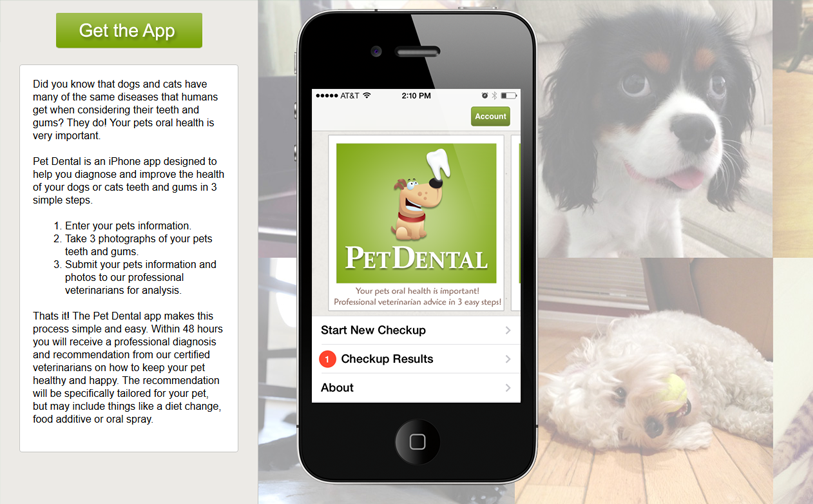 Get the App
Did you know that dogs and cats have
many of the same diseases that humans
get when considering their teeth and
gums? They do! Your pets oral health is
very important.
Pet Dental is an iPhone app designed to
help you diagnose and improve the health
of your dogs or cats teeth and gums in 3
simple steps.
1. Enter your pets information.
2. Take 3 photographs of your pets
teeth and gums.
3. Submit your pets information and
photos to our professional
veterinarians for analysis.
Thats it! The Pet Dental app makes this
process simple and easy. Within 48 hours
you will receive a professional diagnosis
and recommendation from our certified
veterinarians on how to keep your pet
healthy and happy. The recommendation
will be specifically tailored for your pet,
but may include things like a diet change,
food additive or oral spray.
AT&T 2:10 PM
Account
PET DENTAL
Your pets oral health is important!
Professional veterinarian advice in 3 easy steps!
Start New Checkup
1 Checkup Results
About